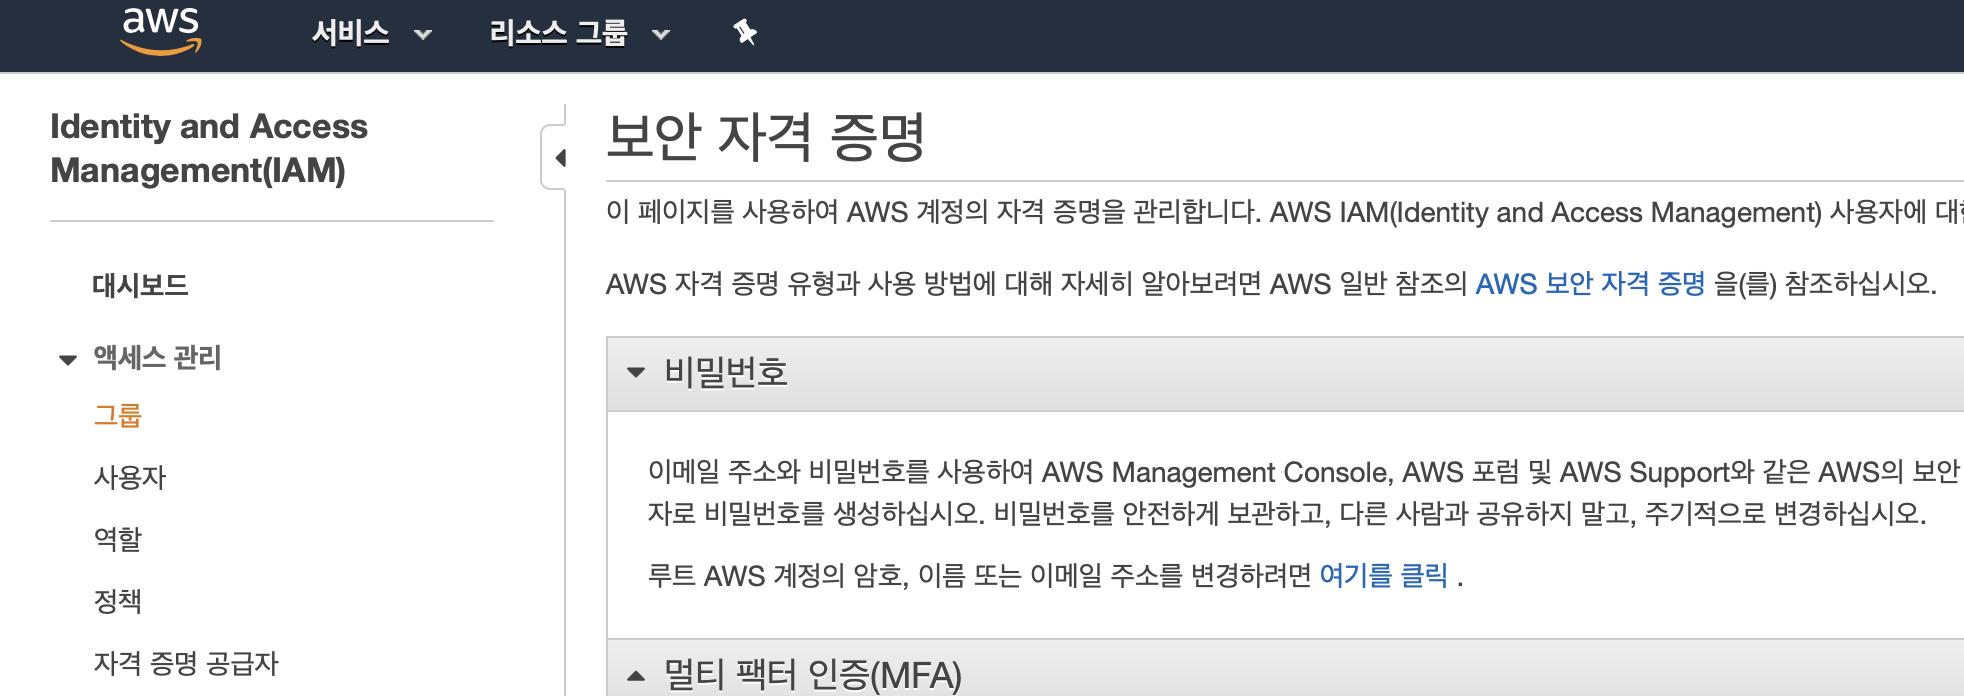 aws 서비스 리소스 그룹
Identity and Access
Management(IAM)
대시보드
액세스 관리
그룹
사용자
역할
정책
자격 증명 공급자
보안 자격 증명
이 페이지를 사용하여 AWS 계정의 자격 증명을 관리합니다. AWS IAM(Identity and Access Management) 사용자에
AWS 자격 증명 유형과 사용 방법에 대해 자세히 알아보려면 AWS 일반 참조의 AWS 보안 자격 증명 을(를) 참조하십시오.
비밀번호
이메일 주소와 비밀번호를 사용하여 AWS Management Console, AWS 포럼 및 AWS Support와 같은 AWS의 보안
자로 비밀번호를 생성하십시오. 비밀번호를 안전하게 보관하고, 다른 사람과 공유하지 말고, 주기적으로 변경하십시오.
루트 AWS 계정의 암호, 이름 또는 이메일 주소를 변경하려면 여기를 클릭 .
멀티 팩터 인증(MFA)